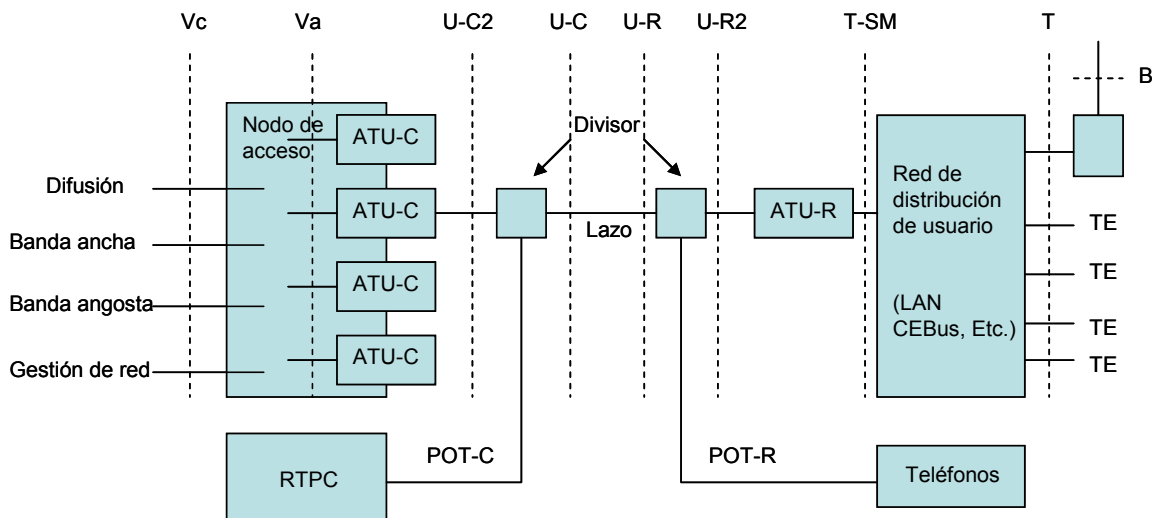 Vc
Va
U-C2
U-C
U-R
U-R2
T-SM
T
B
Nodo de
acceso
ATU-C
Divisor
Difusión
ATU-C
Lazo
ATU-R
Red de
distribución
de usuario
TE
Banda ancha
TE
Banda angosta
ATU-C
(LAN
CEBus, Etc.)
TE
Gestión de red
ATU-C
TE
RTPC
POT-C
POT-R
Teléfonos